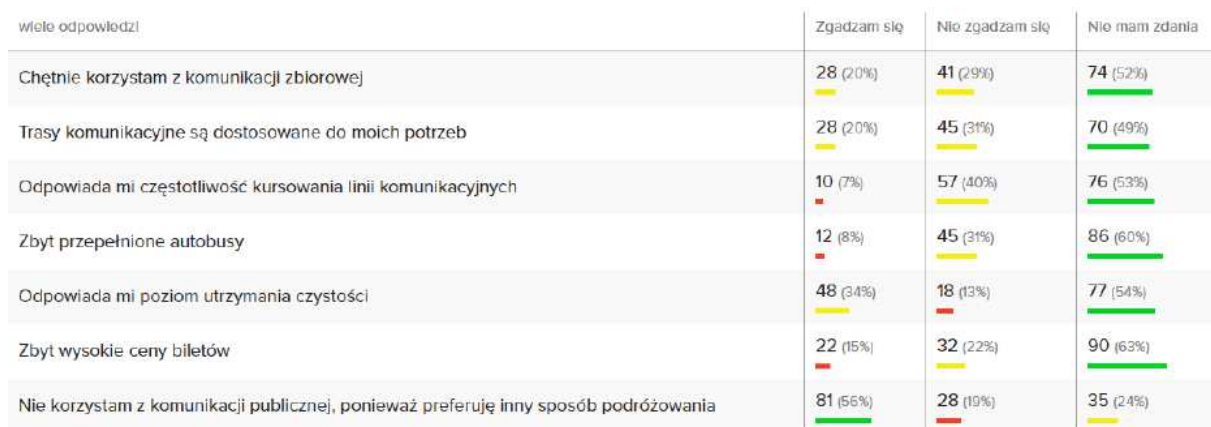 wiele odpowiedzi Zgadzam się Nie zgadzam się Nie mam zdania
Chętnie korzystam z komunikacji zbiorowej 28 (20%) 41 (29%) 74 (52%)
Trasy komunikacyjne są dostosowane do moich potrzeb 28 (20%) 45 (31%) 70 (49%)
Odpowiada mi częstotliwość kursowania linii komunikacyjnych 10 (7%) 57 (40%) 76 (53%)
Zbyt przepełnione autobusy 12 (8%) 45 (31%) 86 (60%)
Odpowiada mi poziom utrzymania czystości 48 (34%) 18 (13%) 77 (54%)
Zbyt wysokie ceny biletów 22 (15%) 32 (22%) 90 (63%)
Nie korzystam z komunikacji publicznej, ponieważ preferuję inny sposób podróżowania 81 (56%) 28 (19%) 35 (24%)